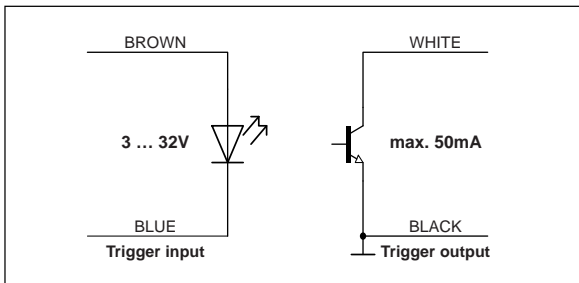 BROWN
WHITE
3 … 32V
max. 50mA
BLUE
BLACK
Trigger input
Trigger output